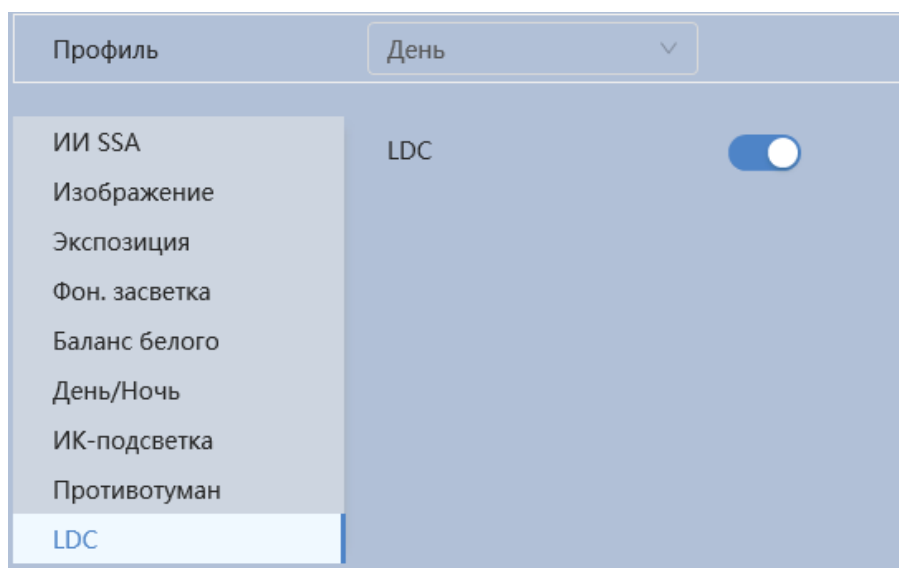 Профиль День
ИИ SSA
LDC
Изображение
Экспозиция
Фон. засветка
Баланс белого
День/Ночь
ИК-подсветка
Противотуман
LDC